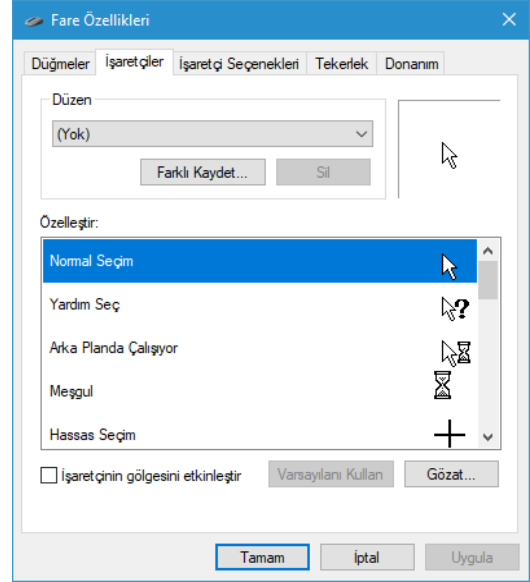 Fare Özellikleri
Düğmeler İşaretçiler İşaretçi Seçenekleri Tekerlek Donanım
Düzen
(Yok)
Farklı Kaydet... Sil
Özelleştir:
Normal Seçim
Yardım Seç
Arka Planda Çalışıyor
Meşgul
Hassas Seçim
İşaretçinin gölgesini etkinleştir Varsayılanı Kullan Gözat...
Tamam İptal Uygula